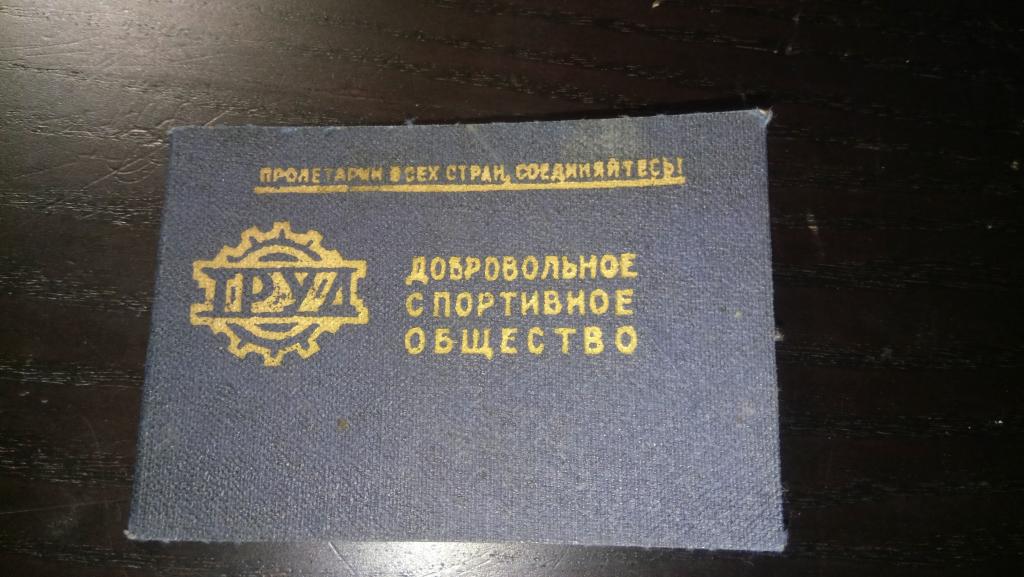 ПРОЛЕТАРИИ ВСЕХ СТРАН, СОЕДИНЯЙТЕСЬ!
ТРУД
ДОБРОВОЛЬНОЕ
СПОРТИВНОЕ
ОБЩЕСТВО